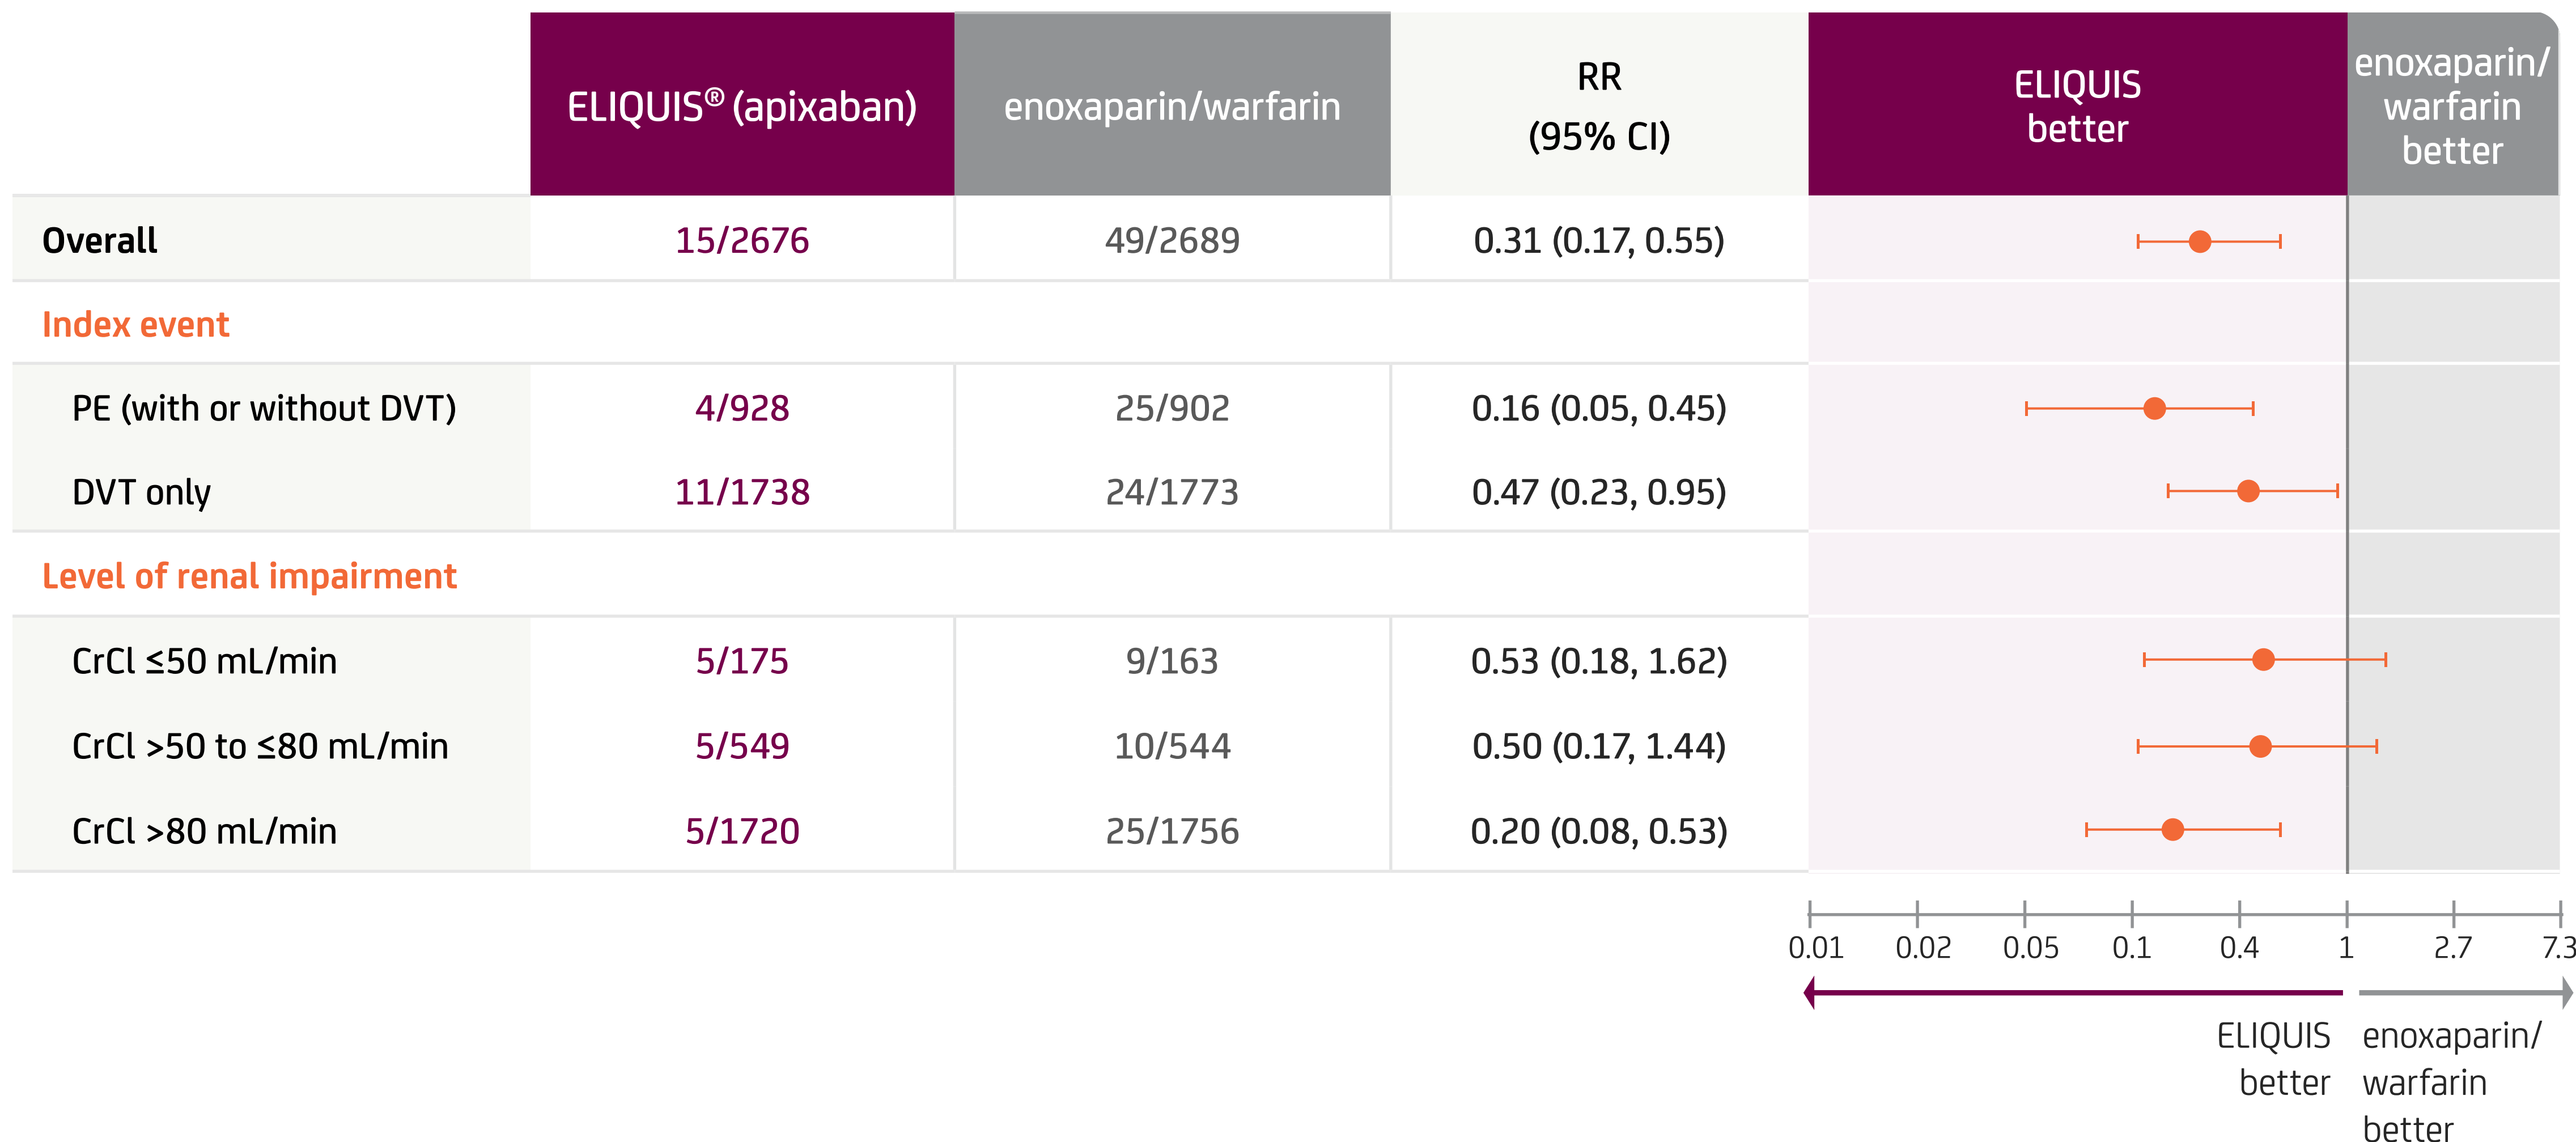 ELIQUIS® (apixaban)
enoxaparin/warfarin
RR
(95% CI)
ELIQUIS
better
enoxaparin/
warfarin
better
Overall
15/2676
49/2689
0.31 (0.17, 0.55)
Index event
PE (with or without DVT)
4/928
25/902
0.16 (0.05, 0.45)
DVT only
11/1738
24/1773
0.47 (0.23, 0.95)
Level of renal impairment
CrCl ≤50 mL/min
5/175
9/163
0.53 (0.18, 1.62)
CrCl >50 to ≤80 mL/min
5/549
10/544
0.50 (0.17, 1.44)
CrCl >80 mL/min
5/1720
25/1756
0.20 (0.08, 0.53)
0.01 0.02 0.05 0.1 0.4 1 2.7 7.3
ELIQUIS
better
enoxaparin/
warfarin
better